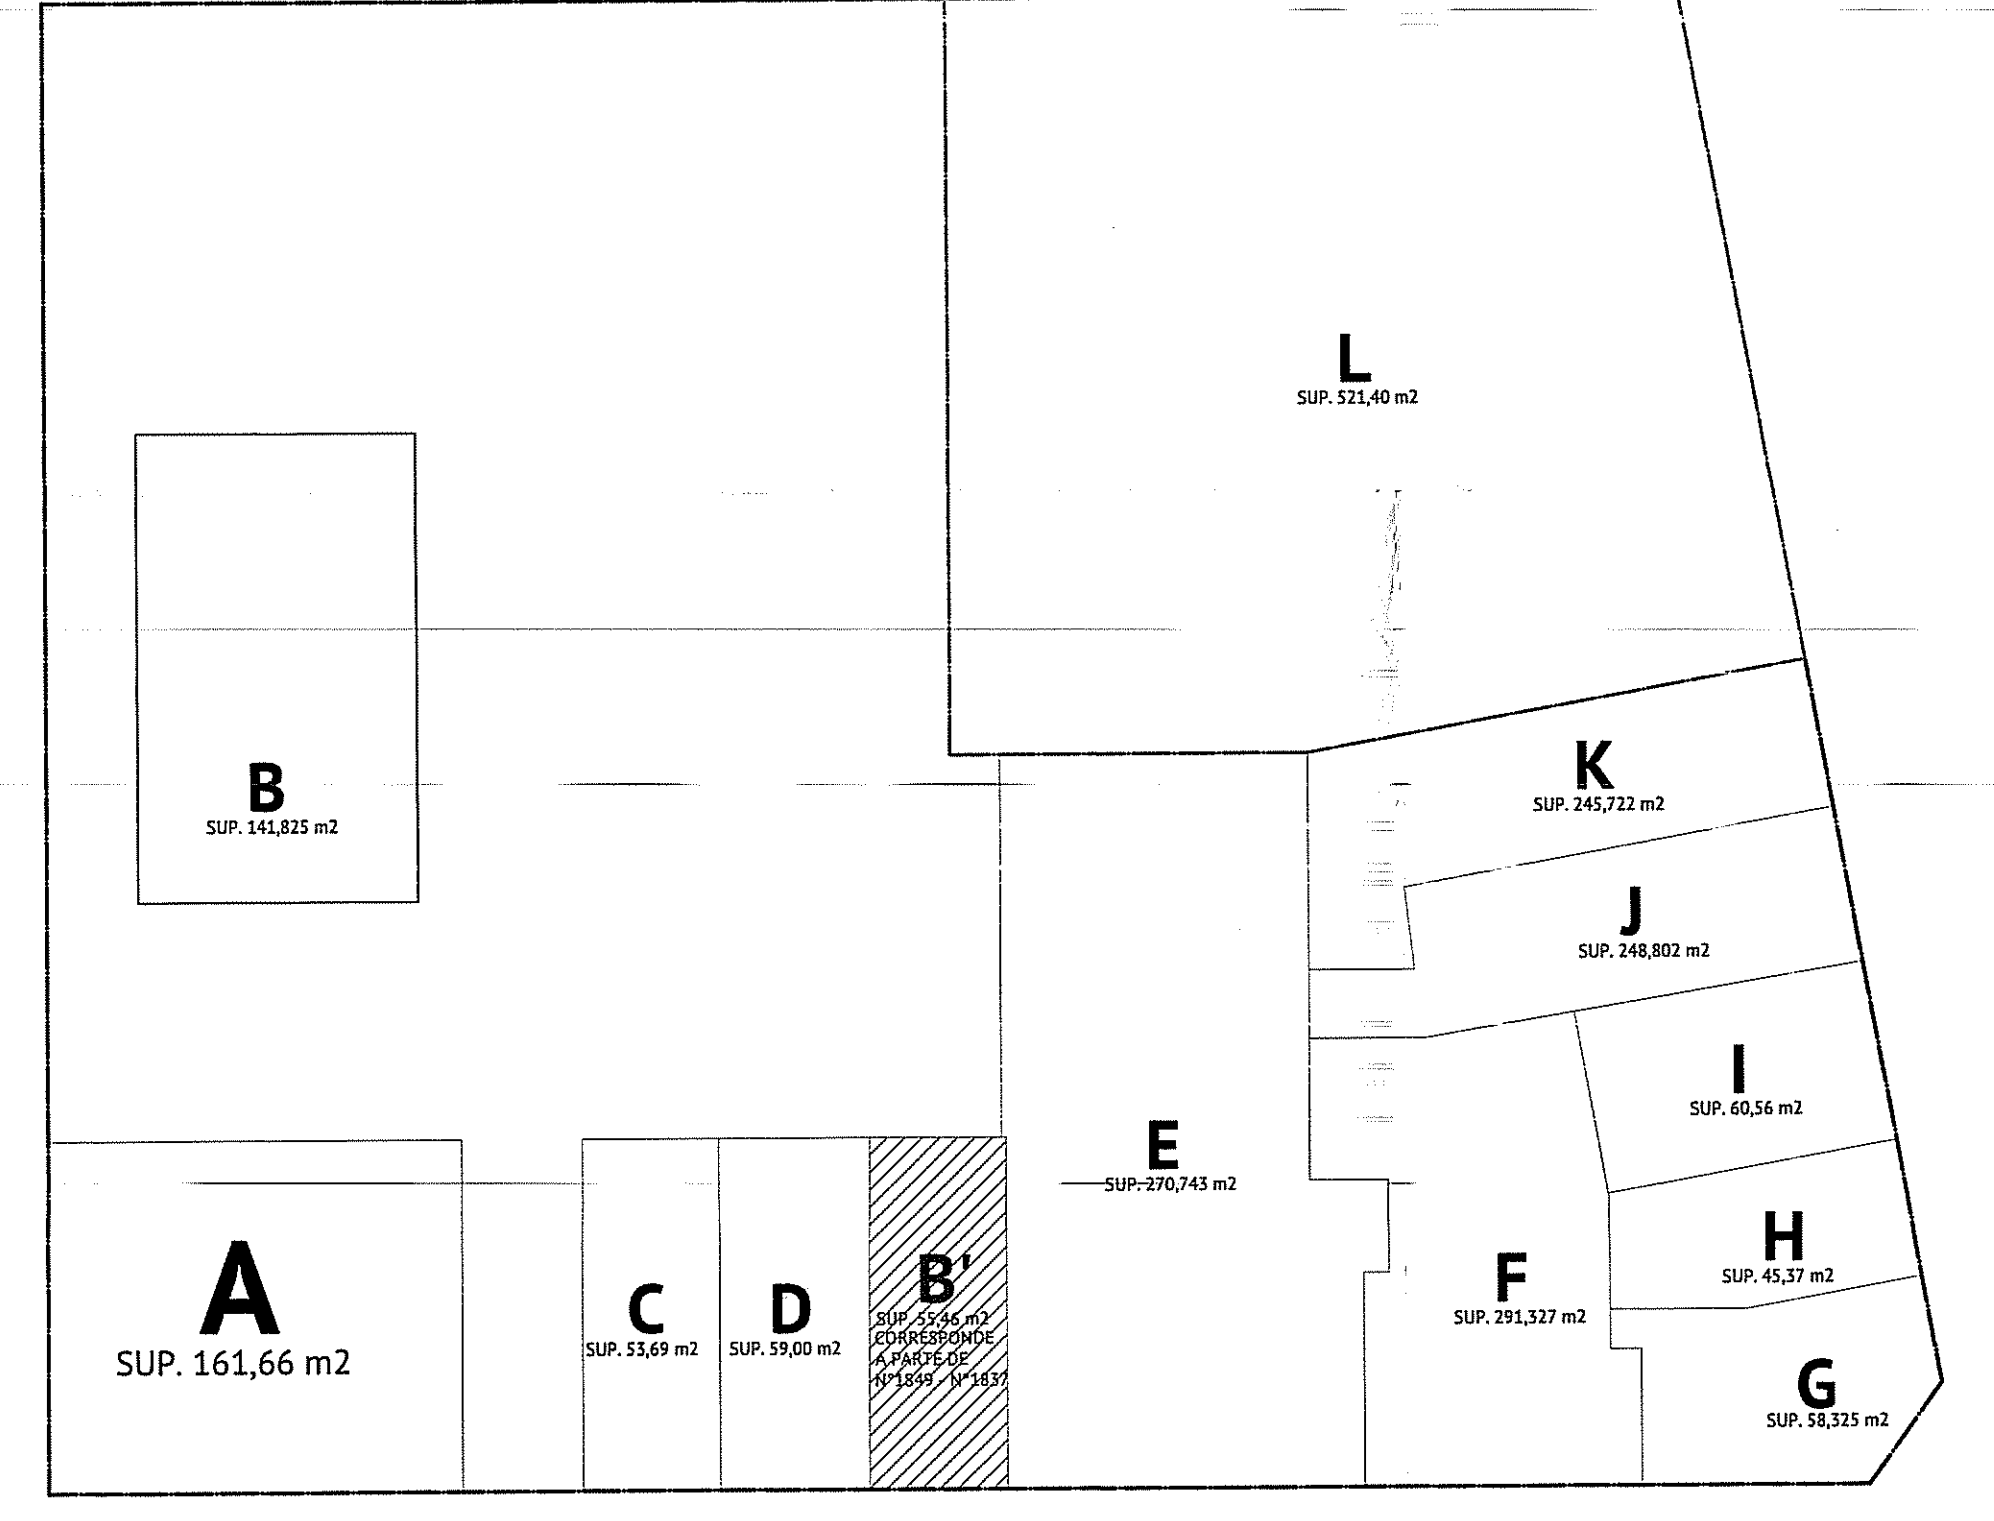 L
SUP. 521,40 m2
K
SUP. 245,722 m2
B
SUP. 141,825 m2
J
SUP. 248,802 m2
I
SUP. 60,56 m2
E
SUP. 270,743 m2
H
SUP. 45,37 m2
A
SUP. 161,66 m2
C
SUP. 53,69 m2
D
SUP. 59,00 m2
B'
SUP. 55,46 m2
CORRESPONDE
A PARTE DE
N°1849 - N°1837
F
SUP. 291,327 m2
G
SUP. 58,325 m2